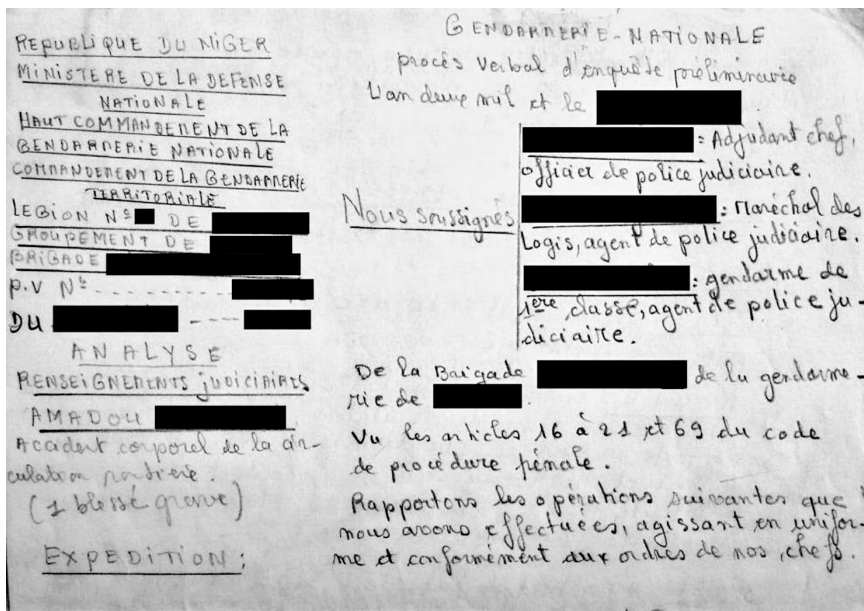 REPUBLIQUE DU NIGER
MINISTERE DE LA DEFENSE
NATIONALE
HAUT COMMANDEMENT DE LA
GENDARMERIE NATIONALE
COMMANDEMENT DE LA GENDARMERIE
TERRITORIALE
LEGION N° DE
GROUPEMENT DE
BRIGADE
P.V N°
DU
ANALYSE
RENSEIGNEMENTS judiciaires
AMADOU
Accident corporel de la cir-
culation routière.
(1 blessé grave)
EXPEDITION:
GENDARMERIE-NATIONALE
procès verbal d'enquête preliminaire
L'an deux mil et le
: Adjudant chef,
officier de police judiciaire.
Nous soussignés
: Maréchal des
Logis, agent de police judiciaire.
: gendarme de
1ère classe, agent de police ju-
diciaire.
De la Brigade de la gendarme-
rie de .
Vu les articles 16 à 21 et 69 du code
de procédure pénale.
Rapportons les opérations suivantes que
nous avons effectuées, agissant en unifor-
me et conformément aux ordres de nos chefs.